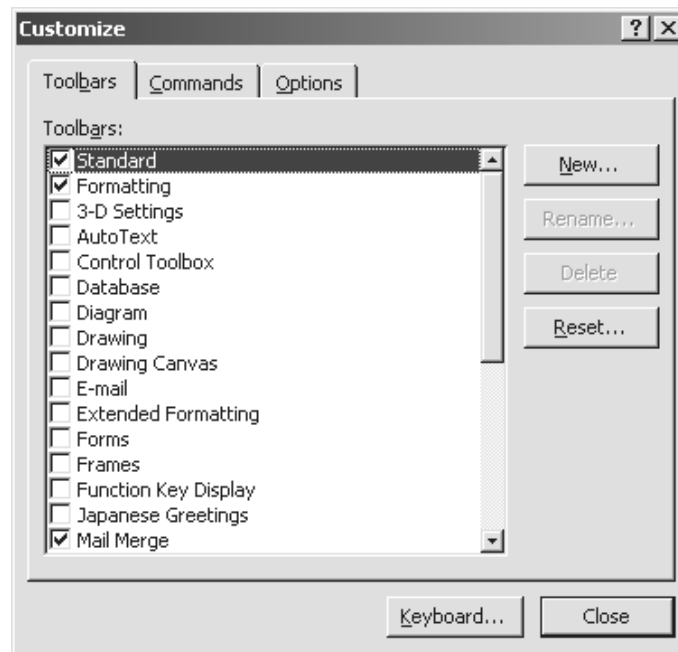 Customize
Toolbars Commands Options
Toolbars:
Standard
Formatting
3-D Settings
AutoText
Control Toolbox
Database
Diagram
Drawing
Drawing Canvas
E-mail
Extended Formatting
Forms
Frames
Function Key Display
Japanese Greetings
Mail Merge
New...
Rename...
Delete
Reset...
Keyboard... Close